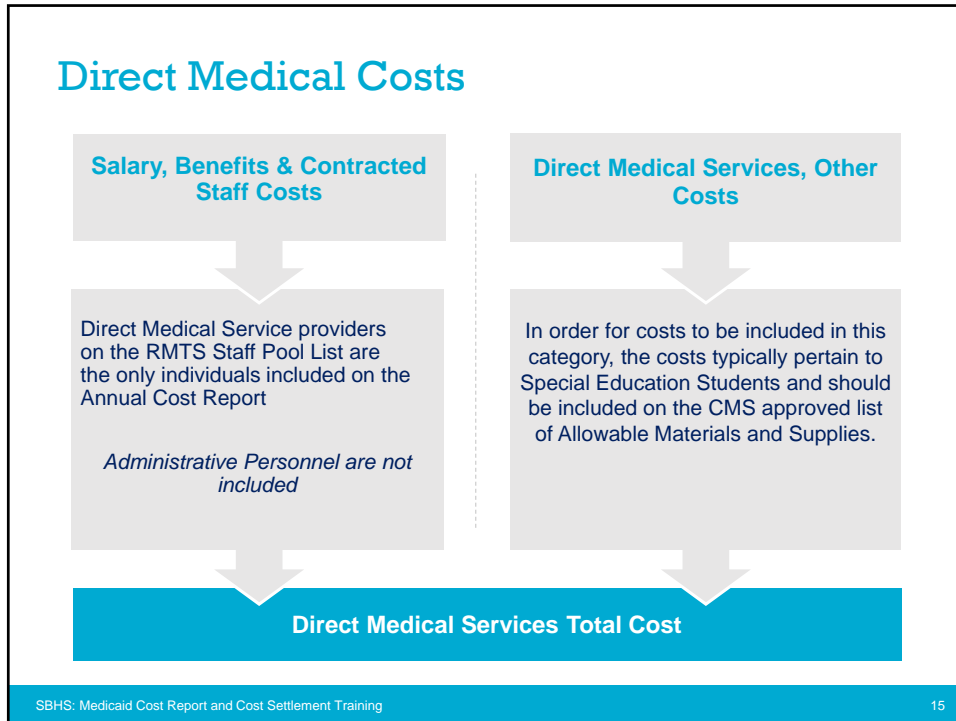 Direct Medical Costs
Salary, Benefits & Contracted
Staff Costs
Direct Medical Service providers
on the RMTS Staff Pool List are
the only individuals included on the
Annual Cost Report
Administrative Personnel are not
included
Direct Medical Services, Other
Costs
In order for costs to be included in this
category, the costs typically pertain to
Special Education Students and should
be included on the CMS approved list
of Allowable Materials and Supplies.
Direct Medical Services Total Cost
SBHS: Medicaid Cost Report and Cost Settlement Training
15